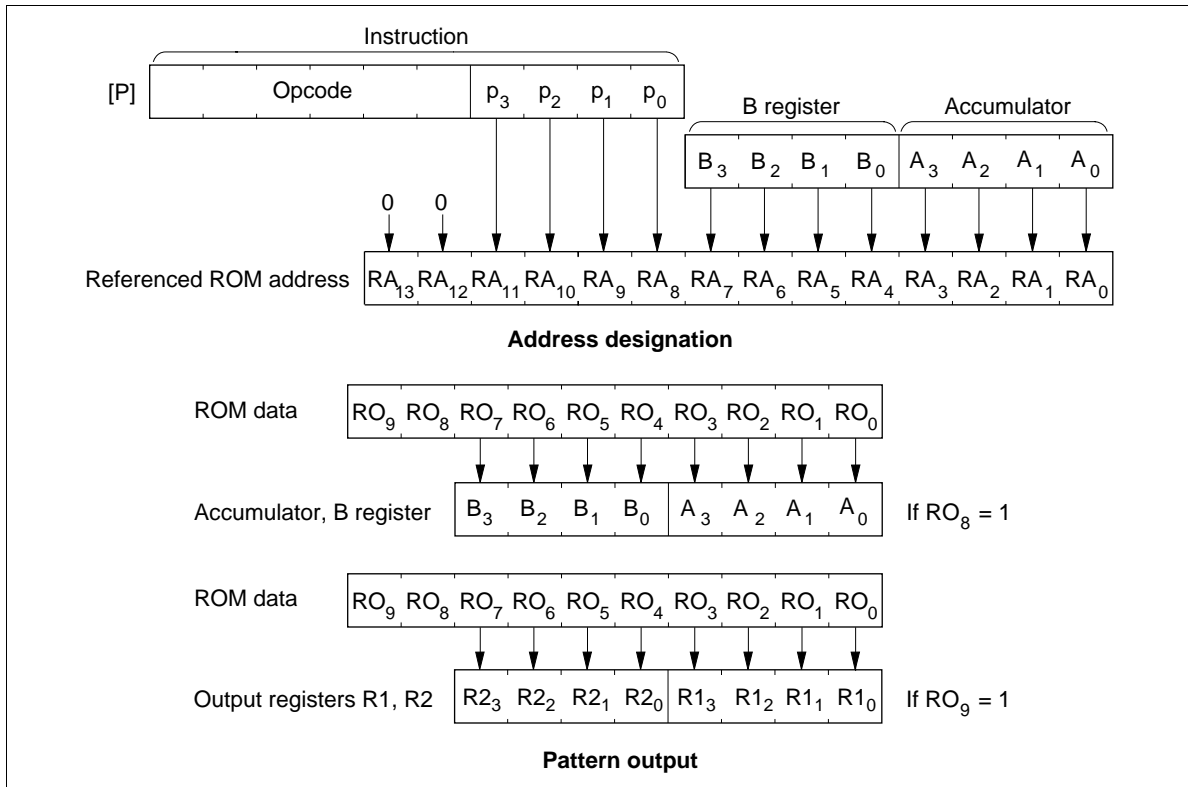 Instruction
[P] Opcode p3 p2 p1 p0
B register Accumulator
B3 B2 B1 B0 A3 A2 A1 A0
0 0
Referenced ROM address RA13 RA12 RA11 RA10 RA9 RA8 RA7 RA6 RA5 RA4 RA3 RA2 RA1 RA0
Address designation
ROM data RO9 RO8 RO7 RO6 RO5 RO4 RO3 RO2 RO1 RO0
Accumulator, B register B3 B2 B1 B0 A3 A2 A1 A0 If RO8 = 1
ROM data RO9 RO8 RO7 RO6 RO5 RO4 RO3 RO2 RO1 RO0
Output registers R1, R2 R23 R22 R21 R20 R13 R12 R11 R10 If RO9 = 1
Pattern output